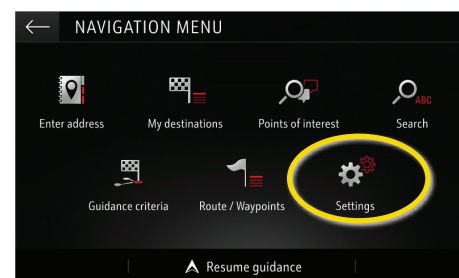 NAVIGATION MENU
Enter address My destinations Points of interest Search
ABC
Guidance criteria Route / Waypoints Settings
Resume guidance